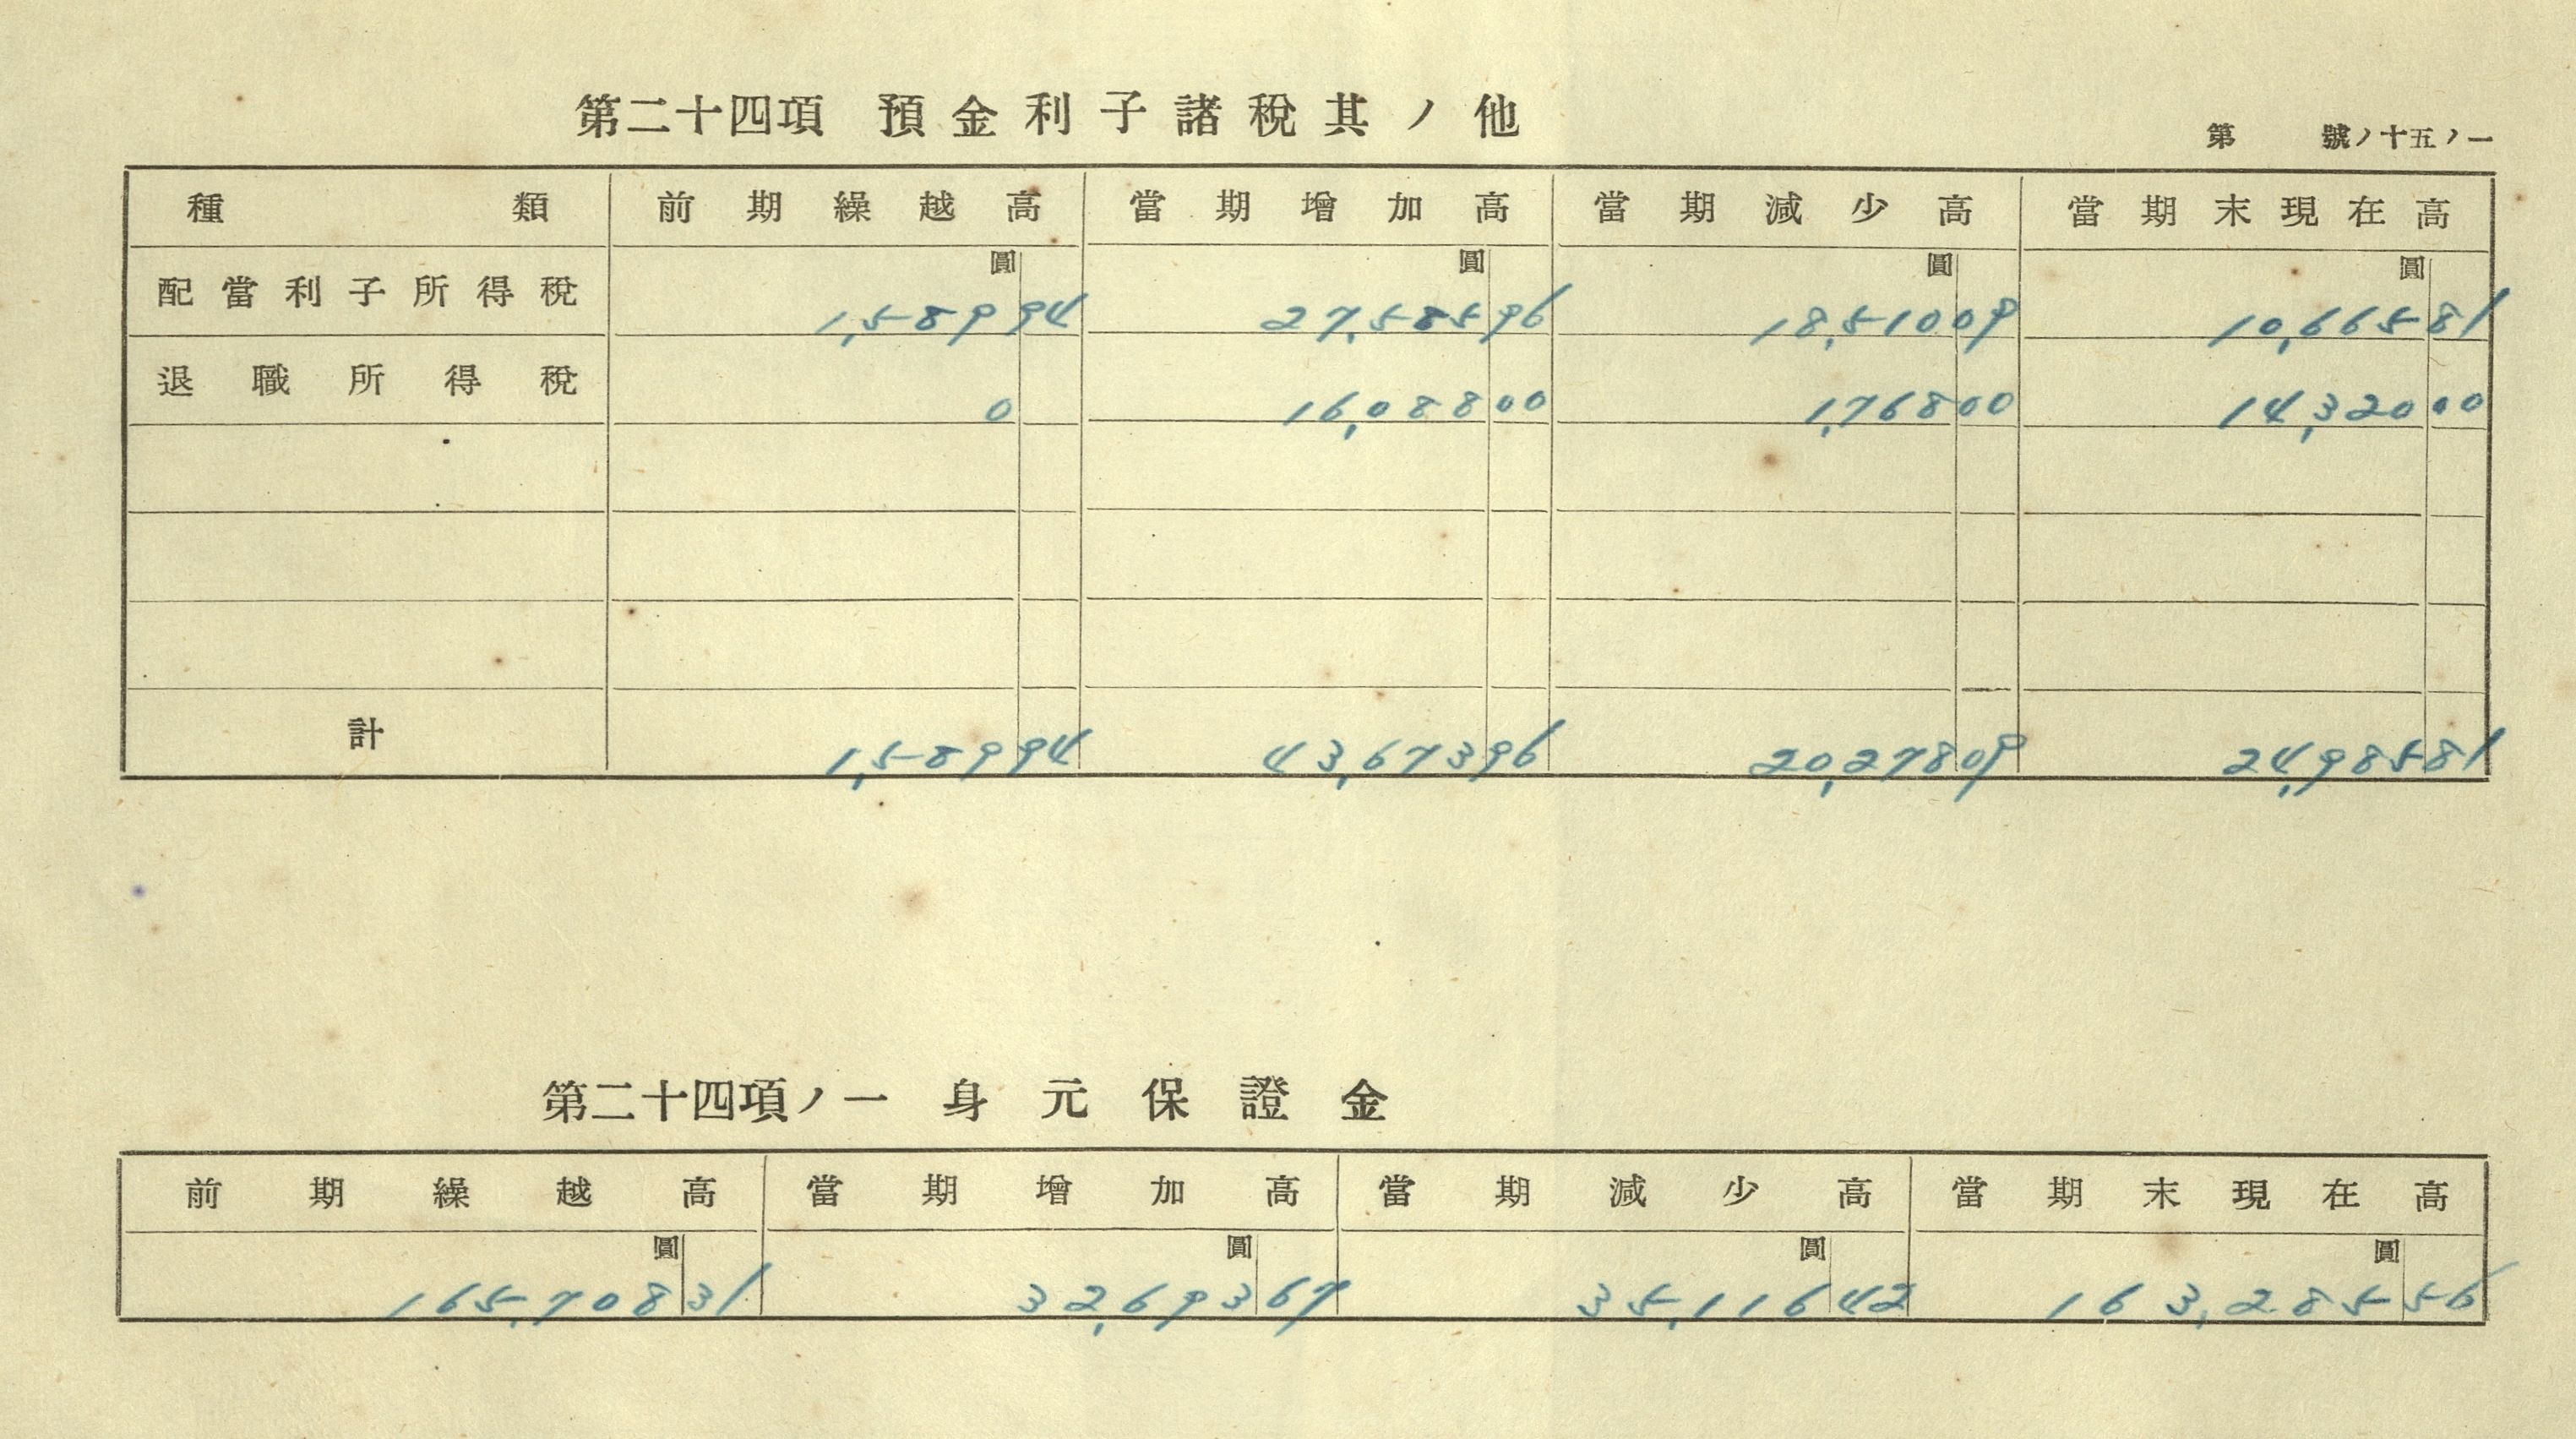 第二十四項 預金利子諸税其ノ他
第 號ノ十五ノ一
種類 前期繰越高 當期增加高 當期減少高 當期末現在高
圓 圓 圓 圓
配當利子所得税 1,589 94 27,585 96 18,510 09 10,665 81
退職所得税 0 16,088 00 1,768 00 14,320 00
計 1,589 94 43,673 96 20,278 09 24,985 81
第二十四項ノ一 身元保證金
前期繰越高 當期增加高 當期減少高 當期末現在高
圓 圓 圓 圓
165,708 31 32,693 67 35,116 42 163,285 56